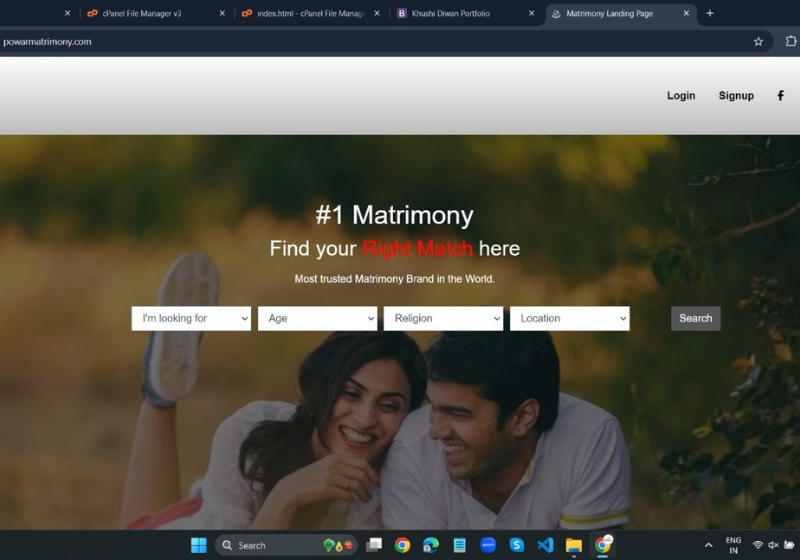 cPanel File Manager v3
index.html - cPanel File Manag
Khushi Diwan Portfolio
Matrimony Landing Page
powarmatrimony.com
Login Signup
#1 Matrimony
Find your Right Match here
Most trusted Matrimony Brand in the World.
I'm looking for Age Religion Location Search
Search
ENG
IN